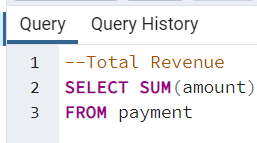 Query Query History
1 --Total Revenue
2 SELECT SUM(amount)
3 FROM payment